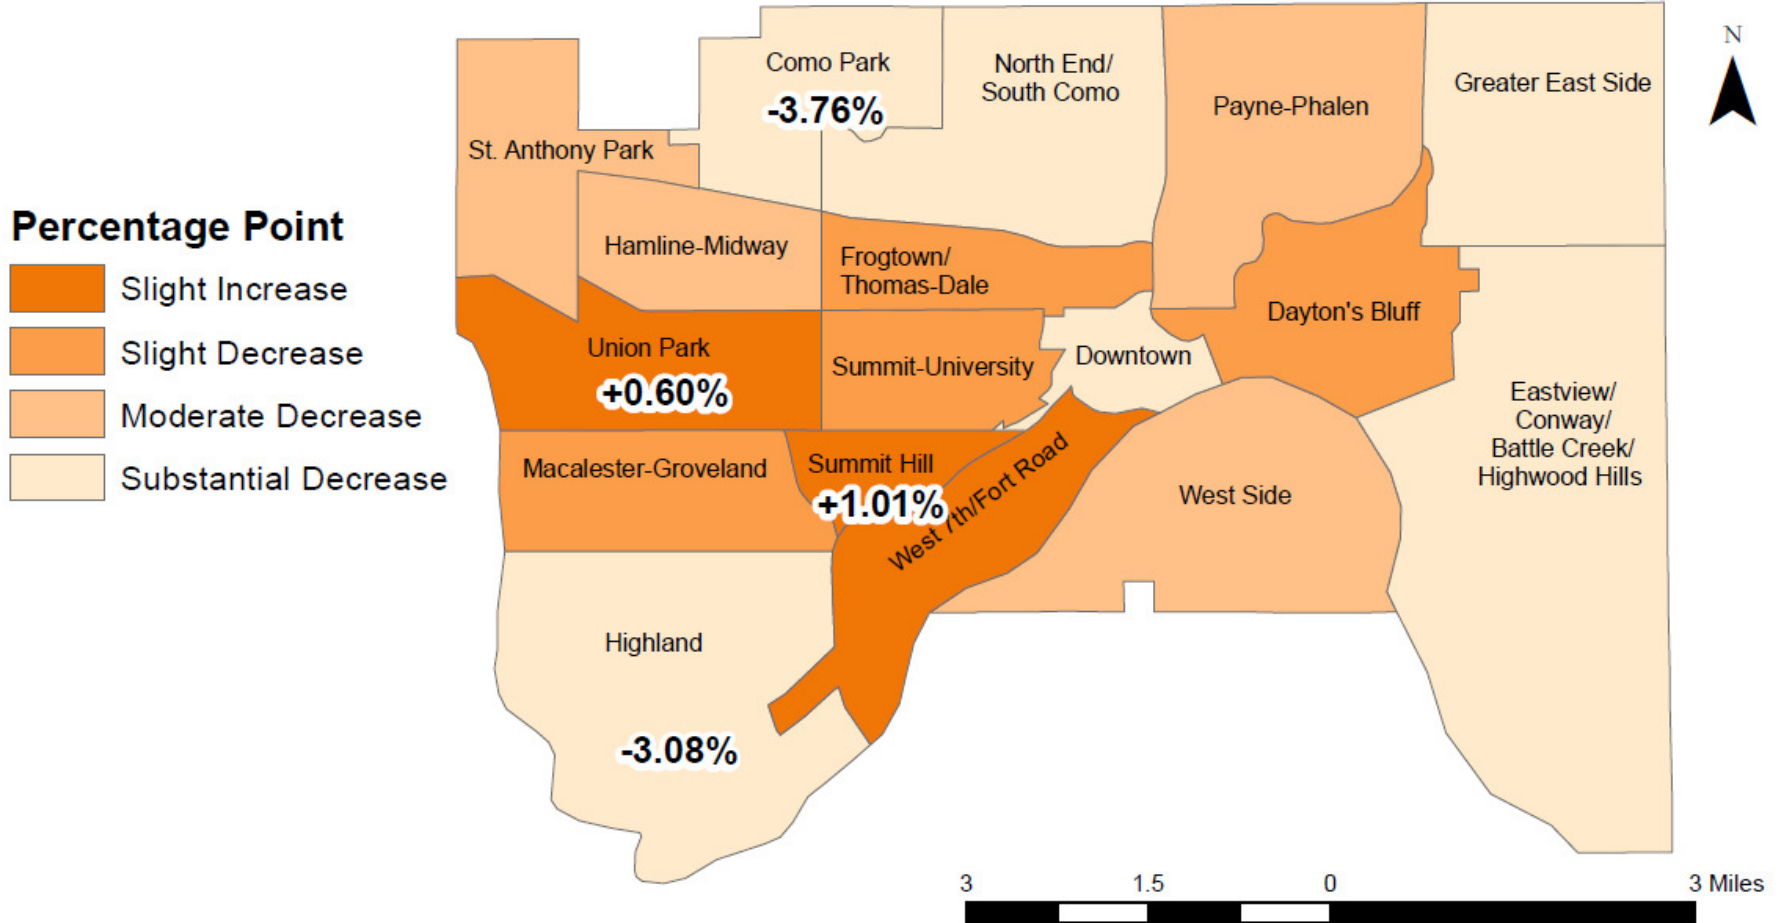 Como Park
-3.76%
North End/
South Como
Payne-Phalen
Greater East Side
N
St. Anthony Park
Percentage Point
Slight Increase
Slight Decrease
Moderate Decrease
Substantial Decrease
Hamline-Midway
Frogtown/
Thomas-Dale
Dayton's Bluff
Union Park
+0.60%
Summit-University
Downtown
Eastview/
Conway/
Battle Creek/
Highwood Hills
Macalester-Groveland
Summit Hill
+1.01%
West 7th/Fort Road
West Side
Highland
-3.08%
3 1.5 0 3 Miles